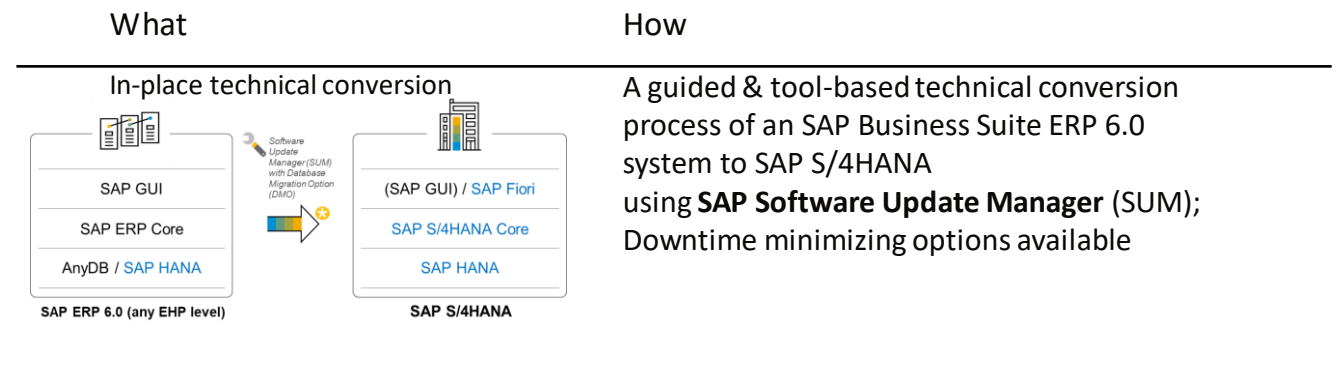 What
How
In-place technical conversion
Software
Update
Manager (SUM)
with Database
Migration Option
(DMO)
SAP GUI
SAP ERP Core
AnyDB / SAP HANA
SAP ERP 6.0 (any EHP level)
(SAP GUI) / SAP Fiori
SAP S/4HANA Core
SAP HANA
SAP S/4HANA
A guided & tool-based technical conversion
process of an SAP Business Suite ERP 6.0
system to SAP S/4HANA
using SAP Software Update Manager (SUM);
Downtime minimizing options available